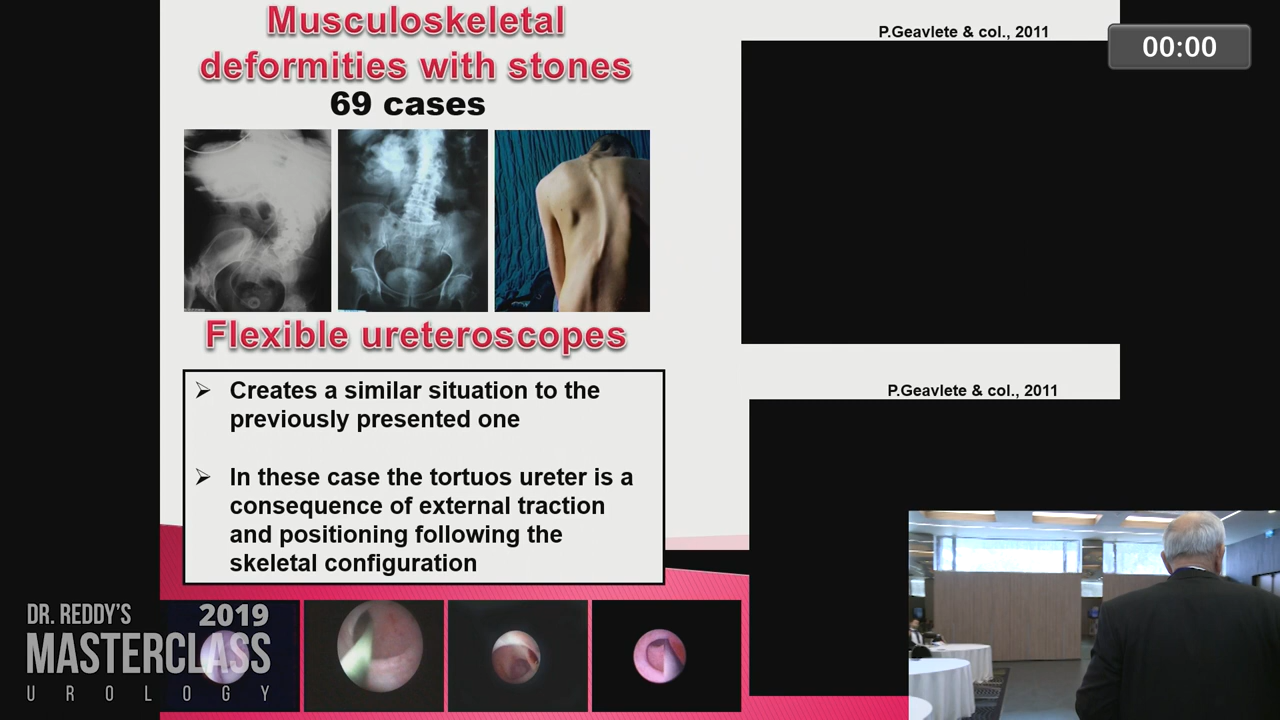 Musculoskeletal
deformities with stones
69 cases
P.Geavlete & col., 2011
00:00
Flexible ureteroscopes
Creates a similar situation to the
previously presented one
In these case the tortuos ureter is a
consequence of external traction
and positioning following the
skeletal configuration
P.Geavlete & col., 2011
DR. REDDY'S 2019
MASTERCLASS
UROLOGY